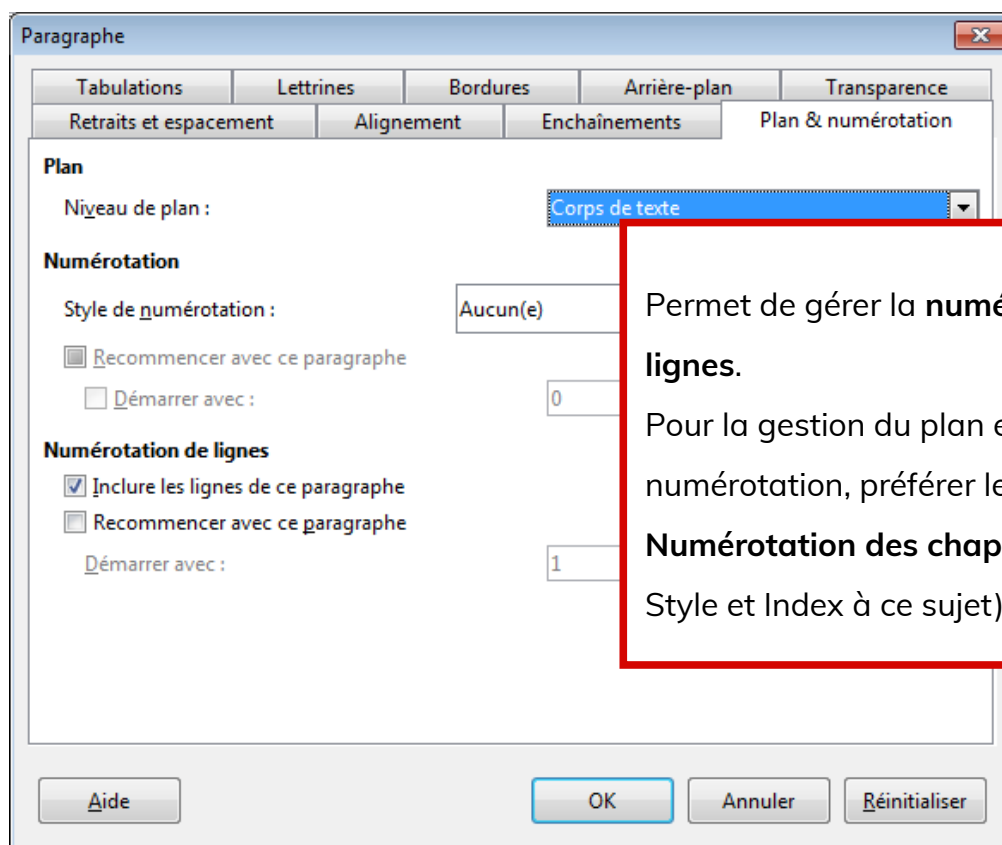 Paragraphe
Tabulations Lettrines Bordures Arrière-plan Transparence
Retraits et espacement Alignement Enchaînements Plan & numérotation
Plan
Niveau de plan : Corps de texte
Numérotation
Style de numérotation : Aucun(e)
Recommencer avec ce paragraphe
Démarrer avec : 0
Numérotation de lignes
Inclure les lignes de ce paragraphe
Recommencer avec ce paragraphe
Démarrer avec : 1
Permet de gérer la
lignes.
Pour la gestion du plan
numérotation, préférer
Numérotation des
Style et Index à ce sujet)
Aide OK Annuler Réinitialiser